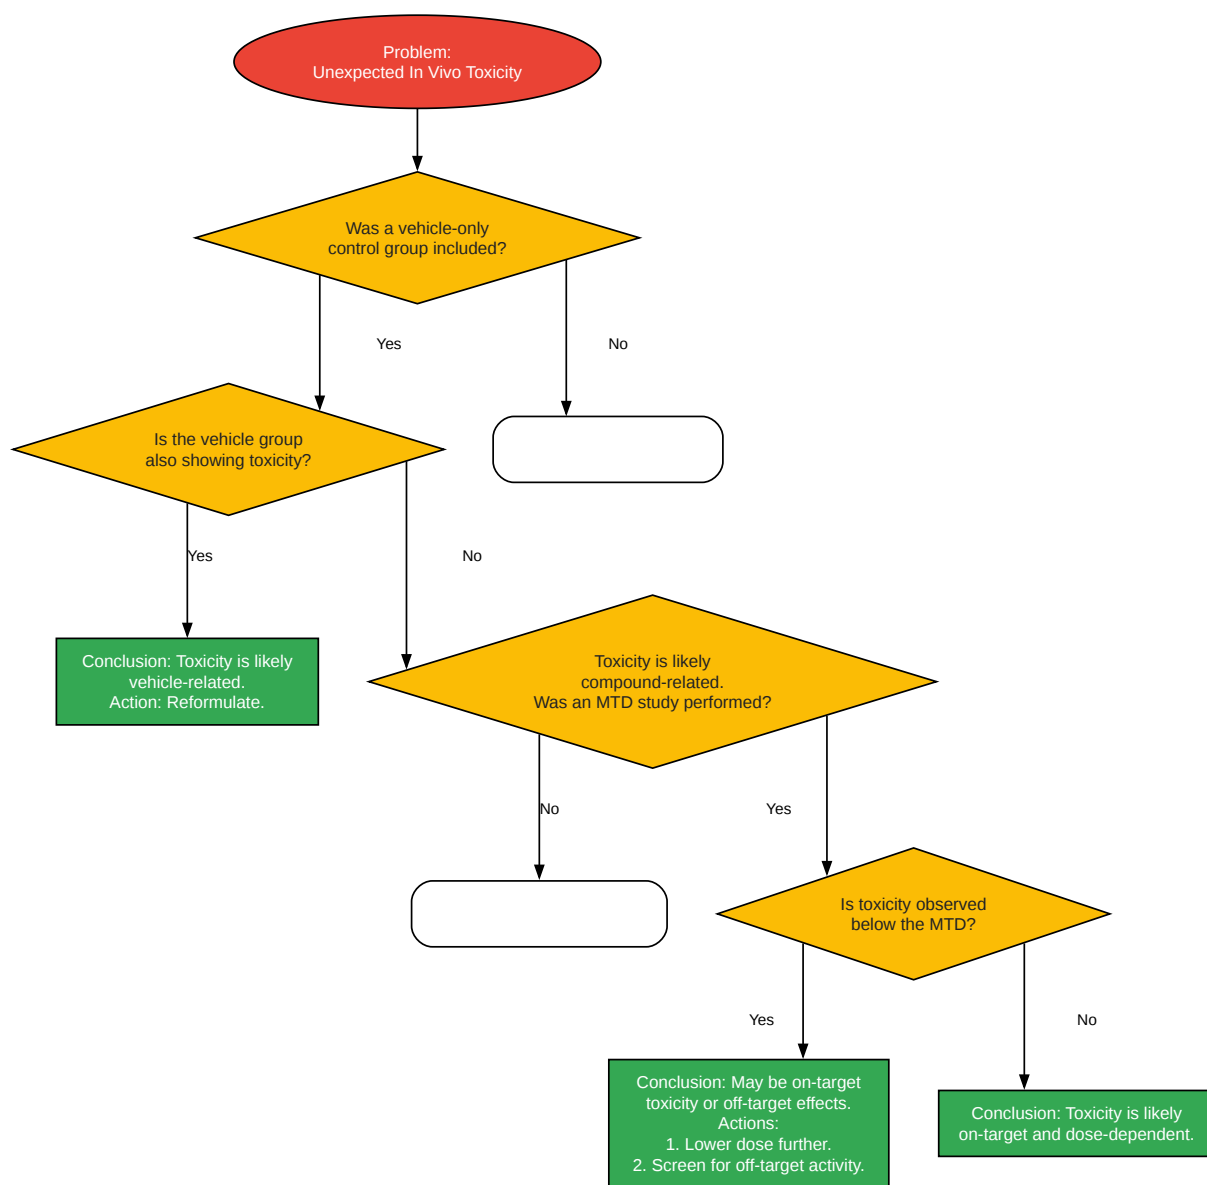 Problem:
Unexpected In Vivo Toxicity
Was a vehicle-only
control group included?
Yes
No
Is the vehicle group
also showing toxicity?
Yes
No
Conclusion: Toxicity is likely
vehicle-related.
Action: Reformulate.
Toxicity is likely
compound-related.
Was an MTD study performed?
No
Yes
Is toxicity observed
below the MTD?
Yes
No
Conclusion: May be on-target
toxicity or off-target effects.
Actions:
1. Lower dose further.
2. Screen for off-target activity.
Conclusion: Toxicity is likely
on-target and dose-dependent.